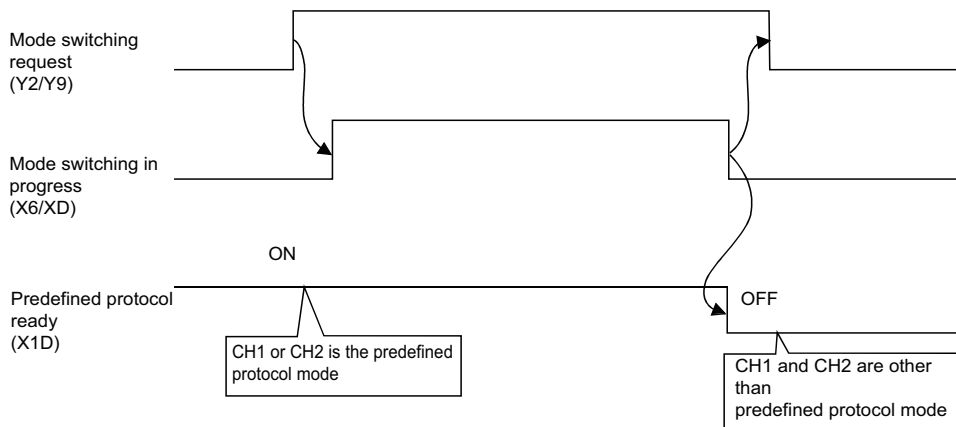 Mode switching
request
(Y2/Y9)
Mode switching in
progress
(X6/XD)
ON
Predefined protocol
ready
(X1D)
OFF
CH1 or CH2 is the predefined
protocol mode
CH1 and CH2 are other
than
predefined protocol mode